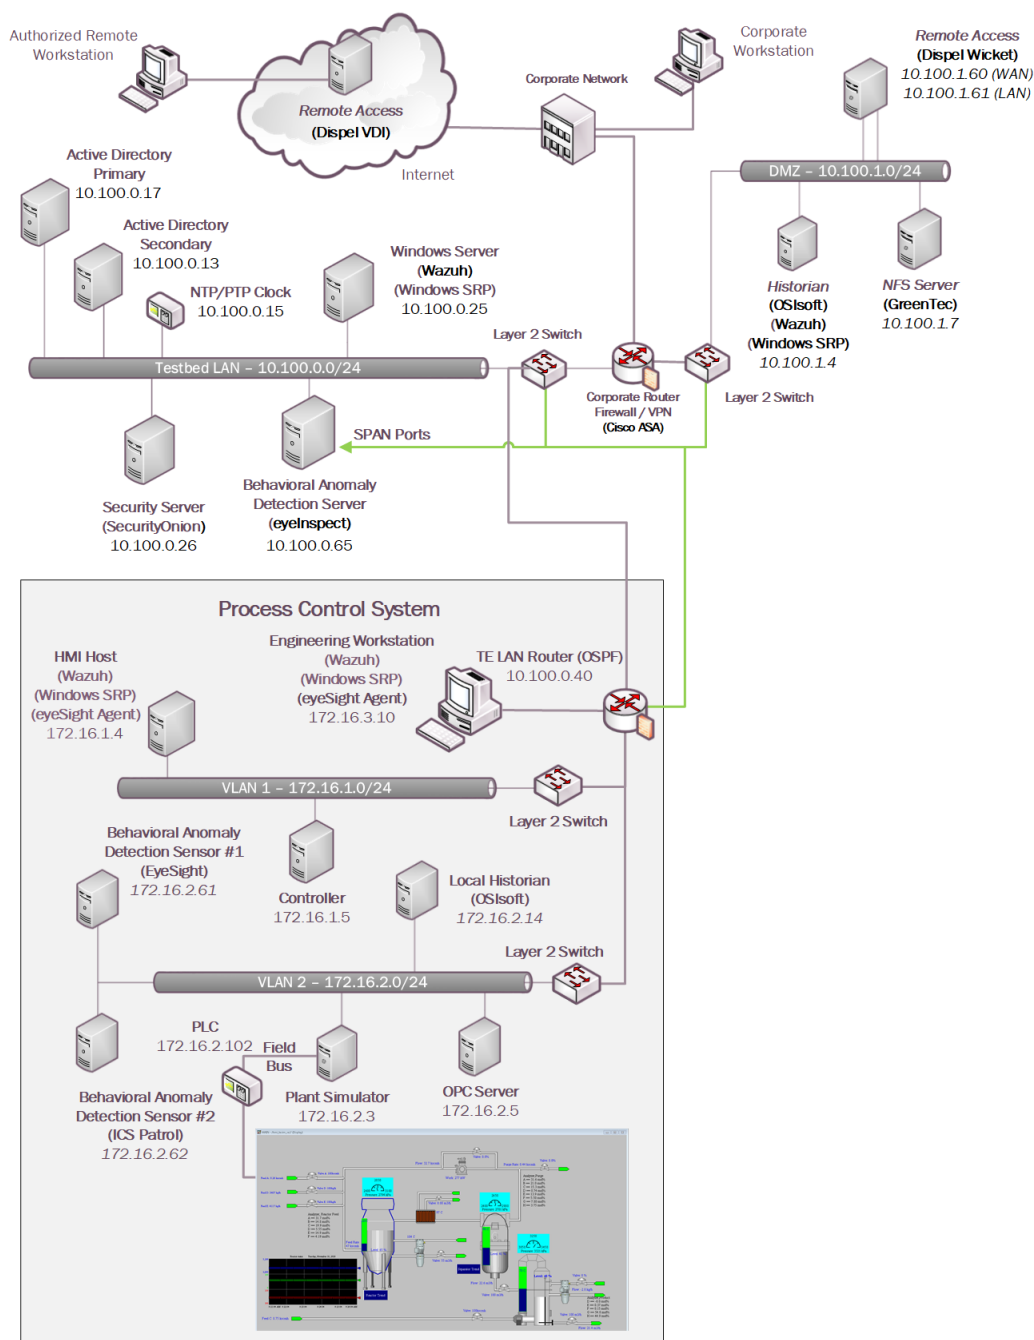 Authorized Remote
Workstation
Remote Access
(Dispel VDI)
Internet
Corporate Network
Corporate
Workstation
Remote Access
(Dispel Wicket)
10.100.1.60 (WAN)
10.100.1.61 (LAN)
DMZ – 10.100.1.0/24
Active Directory
Primary
10.100.0.17
Active Directory
Secondary
10.100.0.13
NTP/PTP Clock
10.100.0.15
Windows Server
(Wazuh)
(Windows SRP)
10.100.0.25
Historian
(OSIsoft)
(Wazuh)
(Windows SRP)
10.100.1.4
NFS Server
(GreenTec)
10.100.1.7
Layer 2 Switch
Testbed LAN – 10.100.0.0/24
Corporate Router
Firewall / VPN
(Cisco ASA)
Layer 2 Switch
SPAN Ports
Security Server
(SecurityOnion)
10.100.0.26
Behavioral Anomaly
Detection Server
(eyeInspect)
10.100.0.65
Process Control System
HMI Host
(Wazuh)
(Windows SRP)
(eyeSight Agent)
172.16.1.4
Engineering Workstation
(Wazuh)
(Windows SRP)
(eyeSight Agent)
172.16.3.10
TE LAN Router (OSPF)
10.100.0.40
VLAN 1 – 172.16.1.0/24
Layer 2 Switch
Behavioral Anomaly
Detection Sensor #1
(EyeSight)
172.16.2.61
Controller
172.16.1.5
Local Historian
(OSIsoft)
172.16.2.14
Layer 2 Switch
VLAN 2 – 172.16.2.0/24
PLC
172.16.2.102
Field
Bus
Behavioral Anomaly
Detection Sensor #2
(ICS Patrol)
172.16.2.62
Plant Simulator
172.16.2.3
OPC Server
172.16.2.5